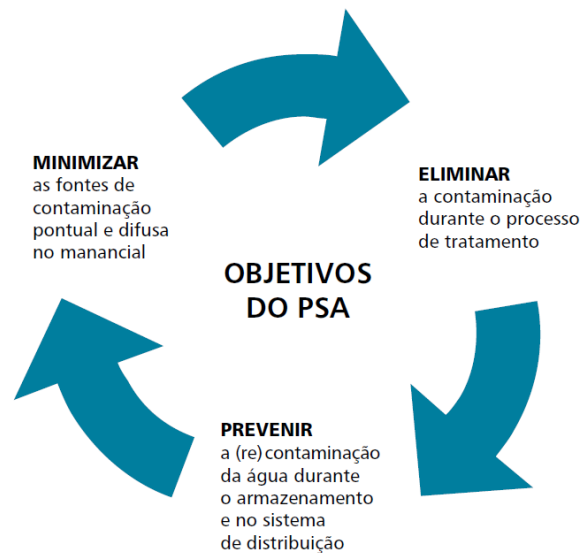 MINIMIZAR
as fontes de
contaminação
pontual e difusa
no manancial
ELIMINAR
a contaminação
durante o processo
de tratamento
OBJETIVOS
DO PSA
PREVENIR
a (re)contaminação
da água durante
o armazenamento
e no sistema
de distribuição